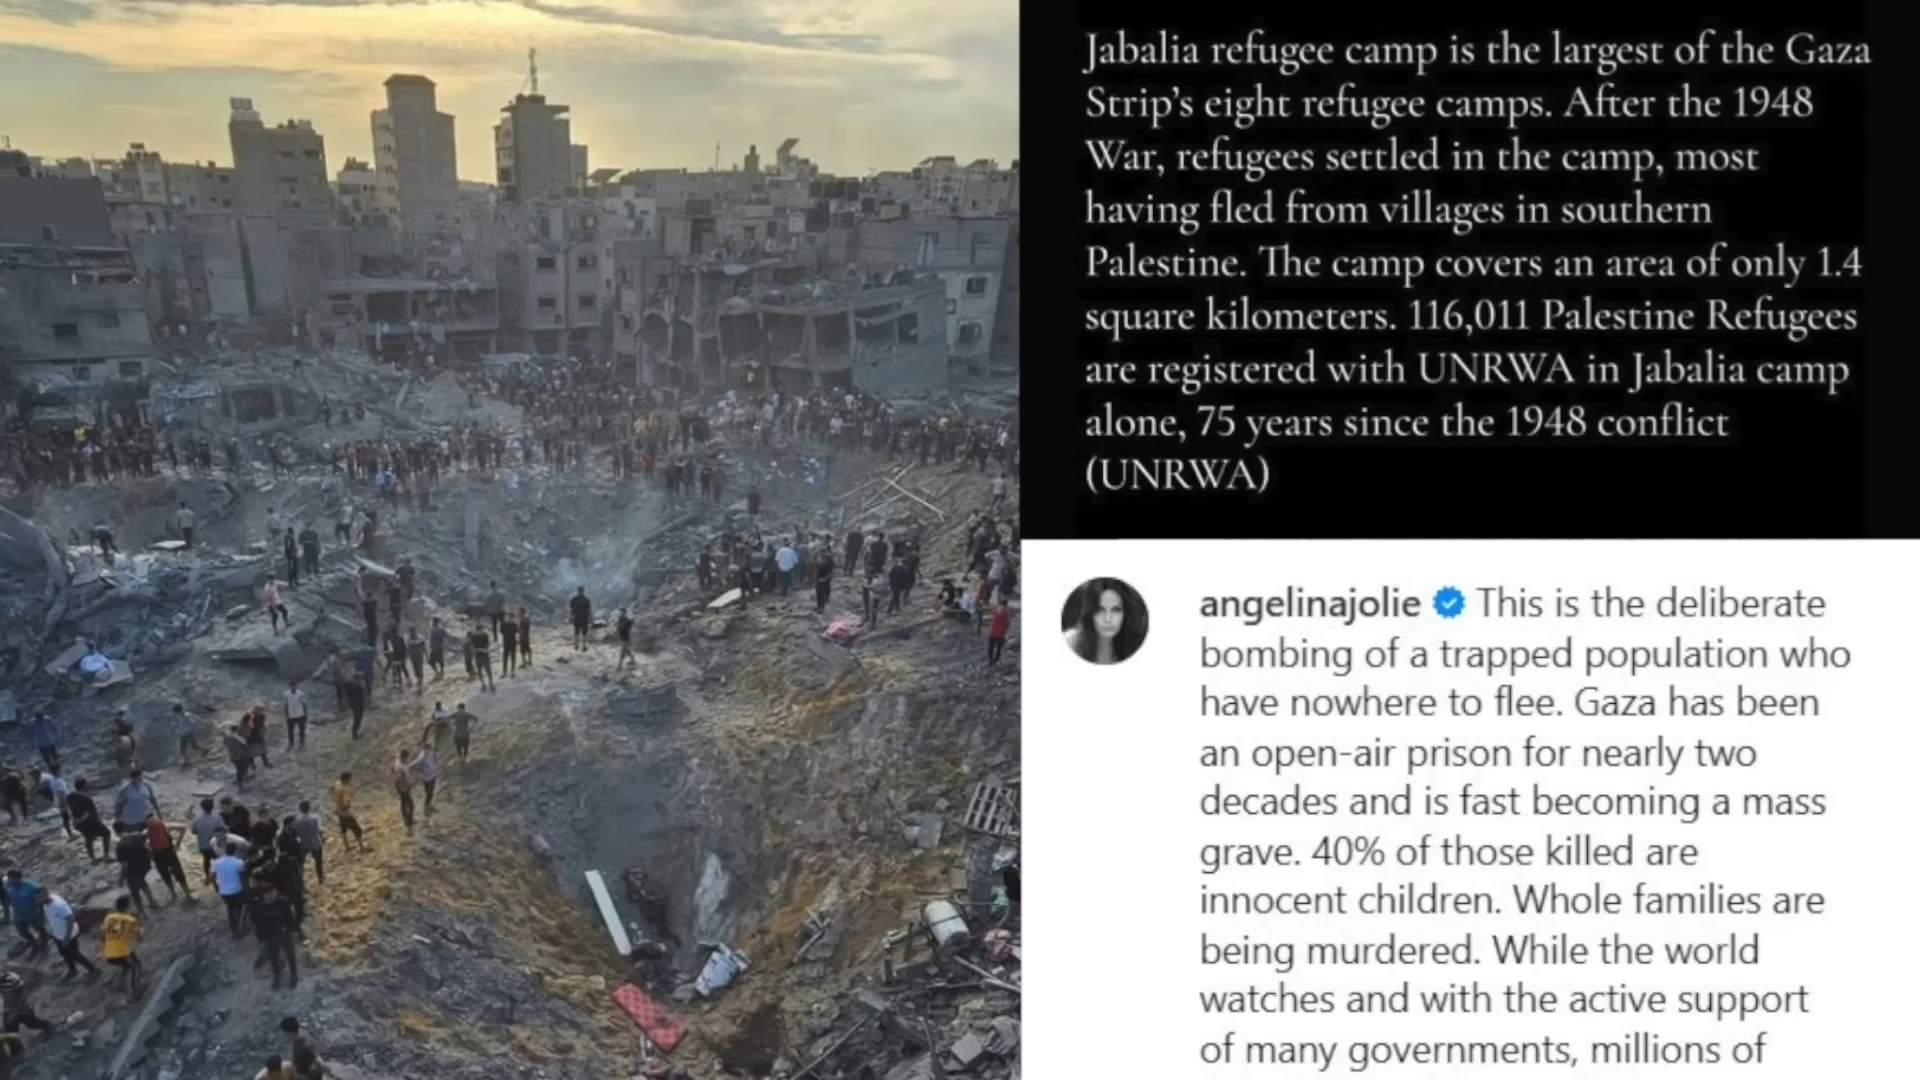 Jabalia refugee camp is the largest of the Gaza
Strip's eight refugee camps. After the 1948
War, refugees settled in the camp, most
having fled from villages in southern
Palestine. The camp covers an area of only 1.4
square kilometers. 116,011 Palestine Refugees
are registered with UNRWA in Jabalia camp
alone, 75 years since the 1948 conflict
(UNRWA)
angelinajolie This is the deliberate
bombing of a trapped population who
have nowhere to flee. Gaza has been
an open-air prison for nearly two
decades and is fast becoming a mass
grave. 40% of those killed are
innocent children. Whole families are
being murdered. While the world
watches and with the active support
of many governments, millions of